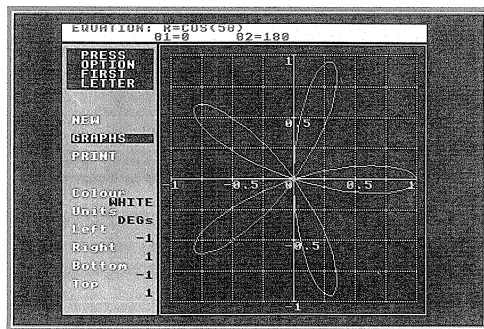 EQUATION: R=COS(5θ)
θ1=0 θ2=180
PRESS
OPTION
FIRST
LETTER
NEW
GRAPHS
PRINT
Colour
WHITE
Units
DEGs
Left
-1
Right
1
Bottom
-1
Top
1
1
0.5
-1 -0.5 0 0.5 1
-0.5
-1